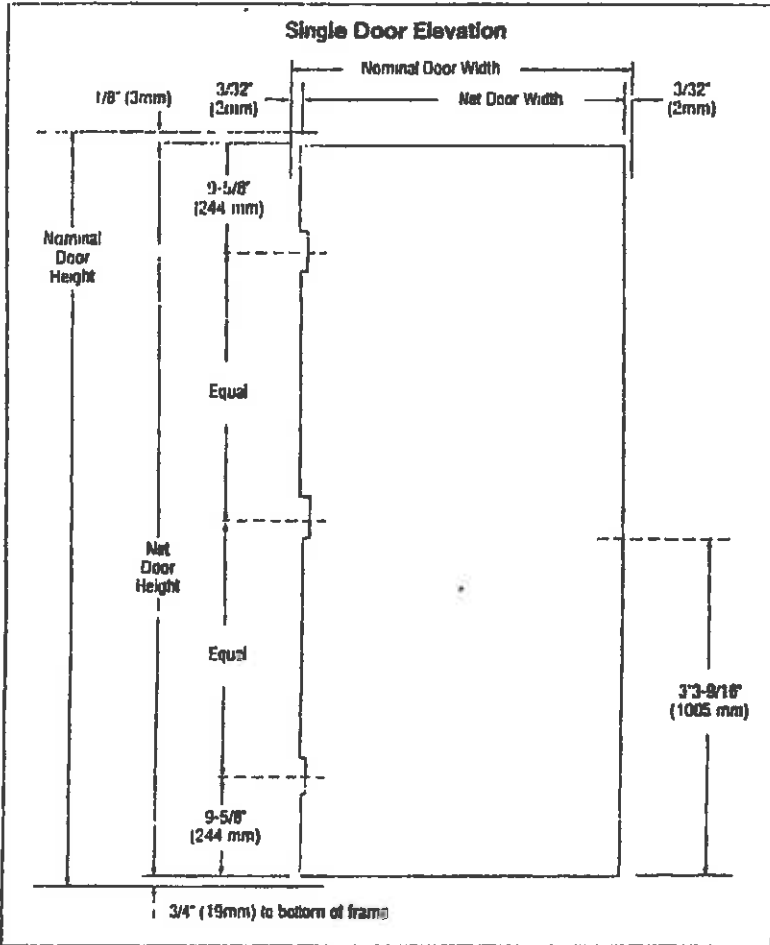 Single Door Elevation
Nominal Door Width
1/8" (3mm)
3/32"
(2mm)
Net Door Width
3/32"
(2mm)
9-5/8"
(244 mm)
Nominal
Door
Height
Equal
Net
Door
Height
Equal
3'3-9/16"
(1005 mm)
9-5/8"
(244 mm)
3/4" (19mm) to bottom of frame